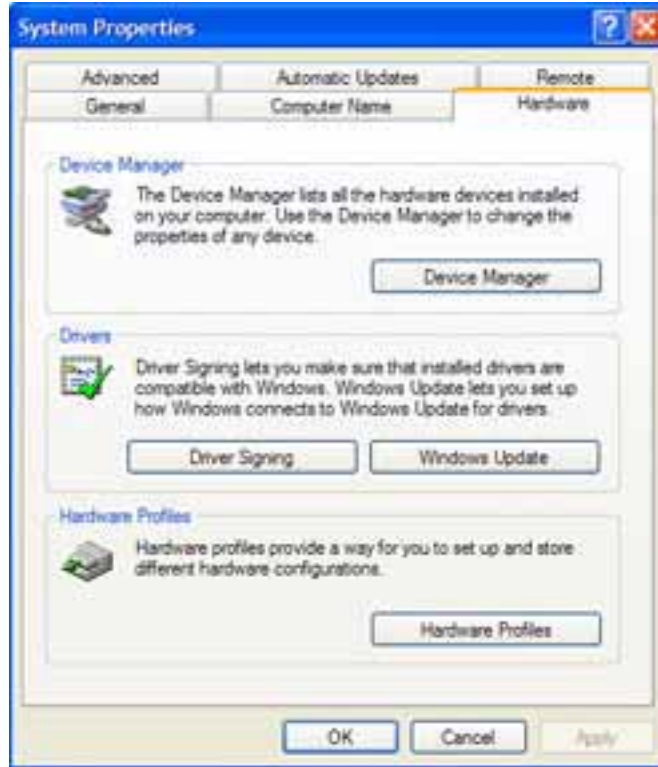 System Properties
Advanced Automatic Updates Remote
General Computer Name Hardware
Device Manager
The Device Manager lists all the hardware devices installed
on your computer. Use the Device Manager to change the
properties of any device.
Device Manager
Drivers
Driver Signing lets you make sure that installed drivers are
compatible with Windows. Windows Update lets you set up
how Windows connects to Windows Update for drivers.
Driver Signing Windows Update
Hardware Profiles
Hardware profiles provide a way for you to set up and store
different hardware configurations.
Hardware Profiles
OK Cancel Apply